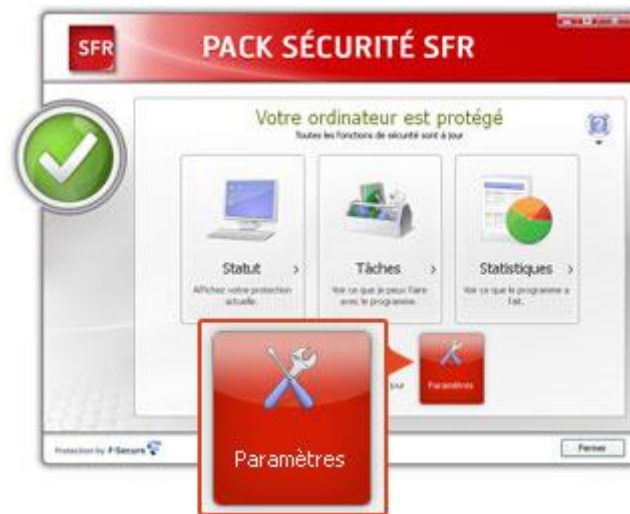 SFR
PACK SÉCURITÉ SFR
Votre ordinateur est protégé
Toutes les fonctions de sécurité sont à jour
Statut
Affichez votre protection
actuelle.
Tâches
Voir ce que je peux faire
avec le programme.
Statistiques
Voir ce que le programme a
fait.
jour
Paramètres
Paramètres
Protection by F-Secure
Fermer